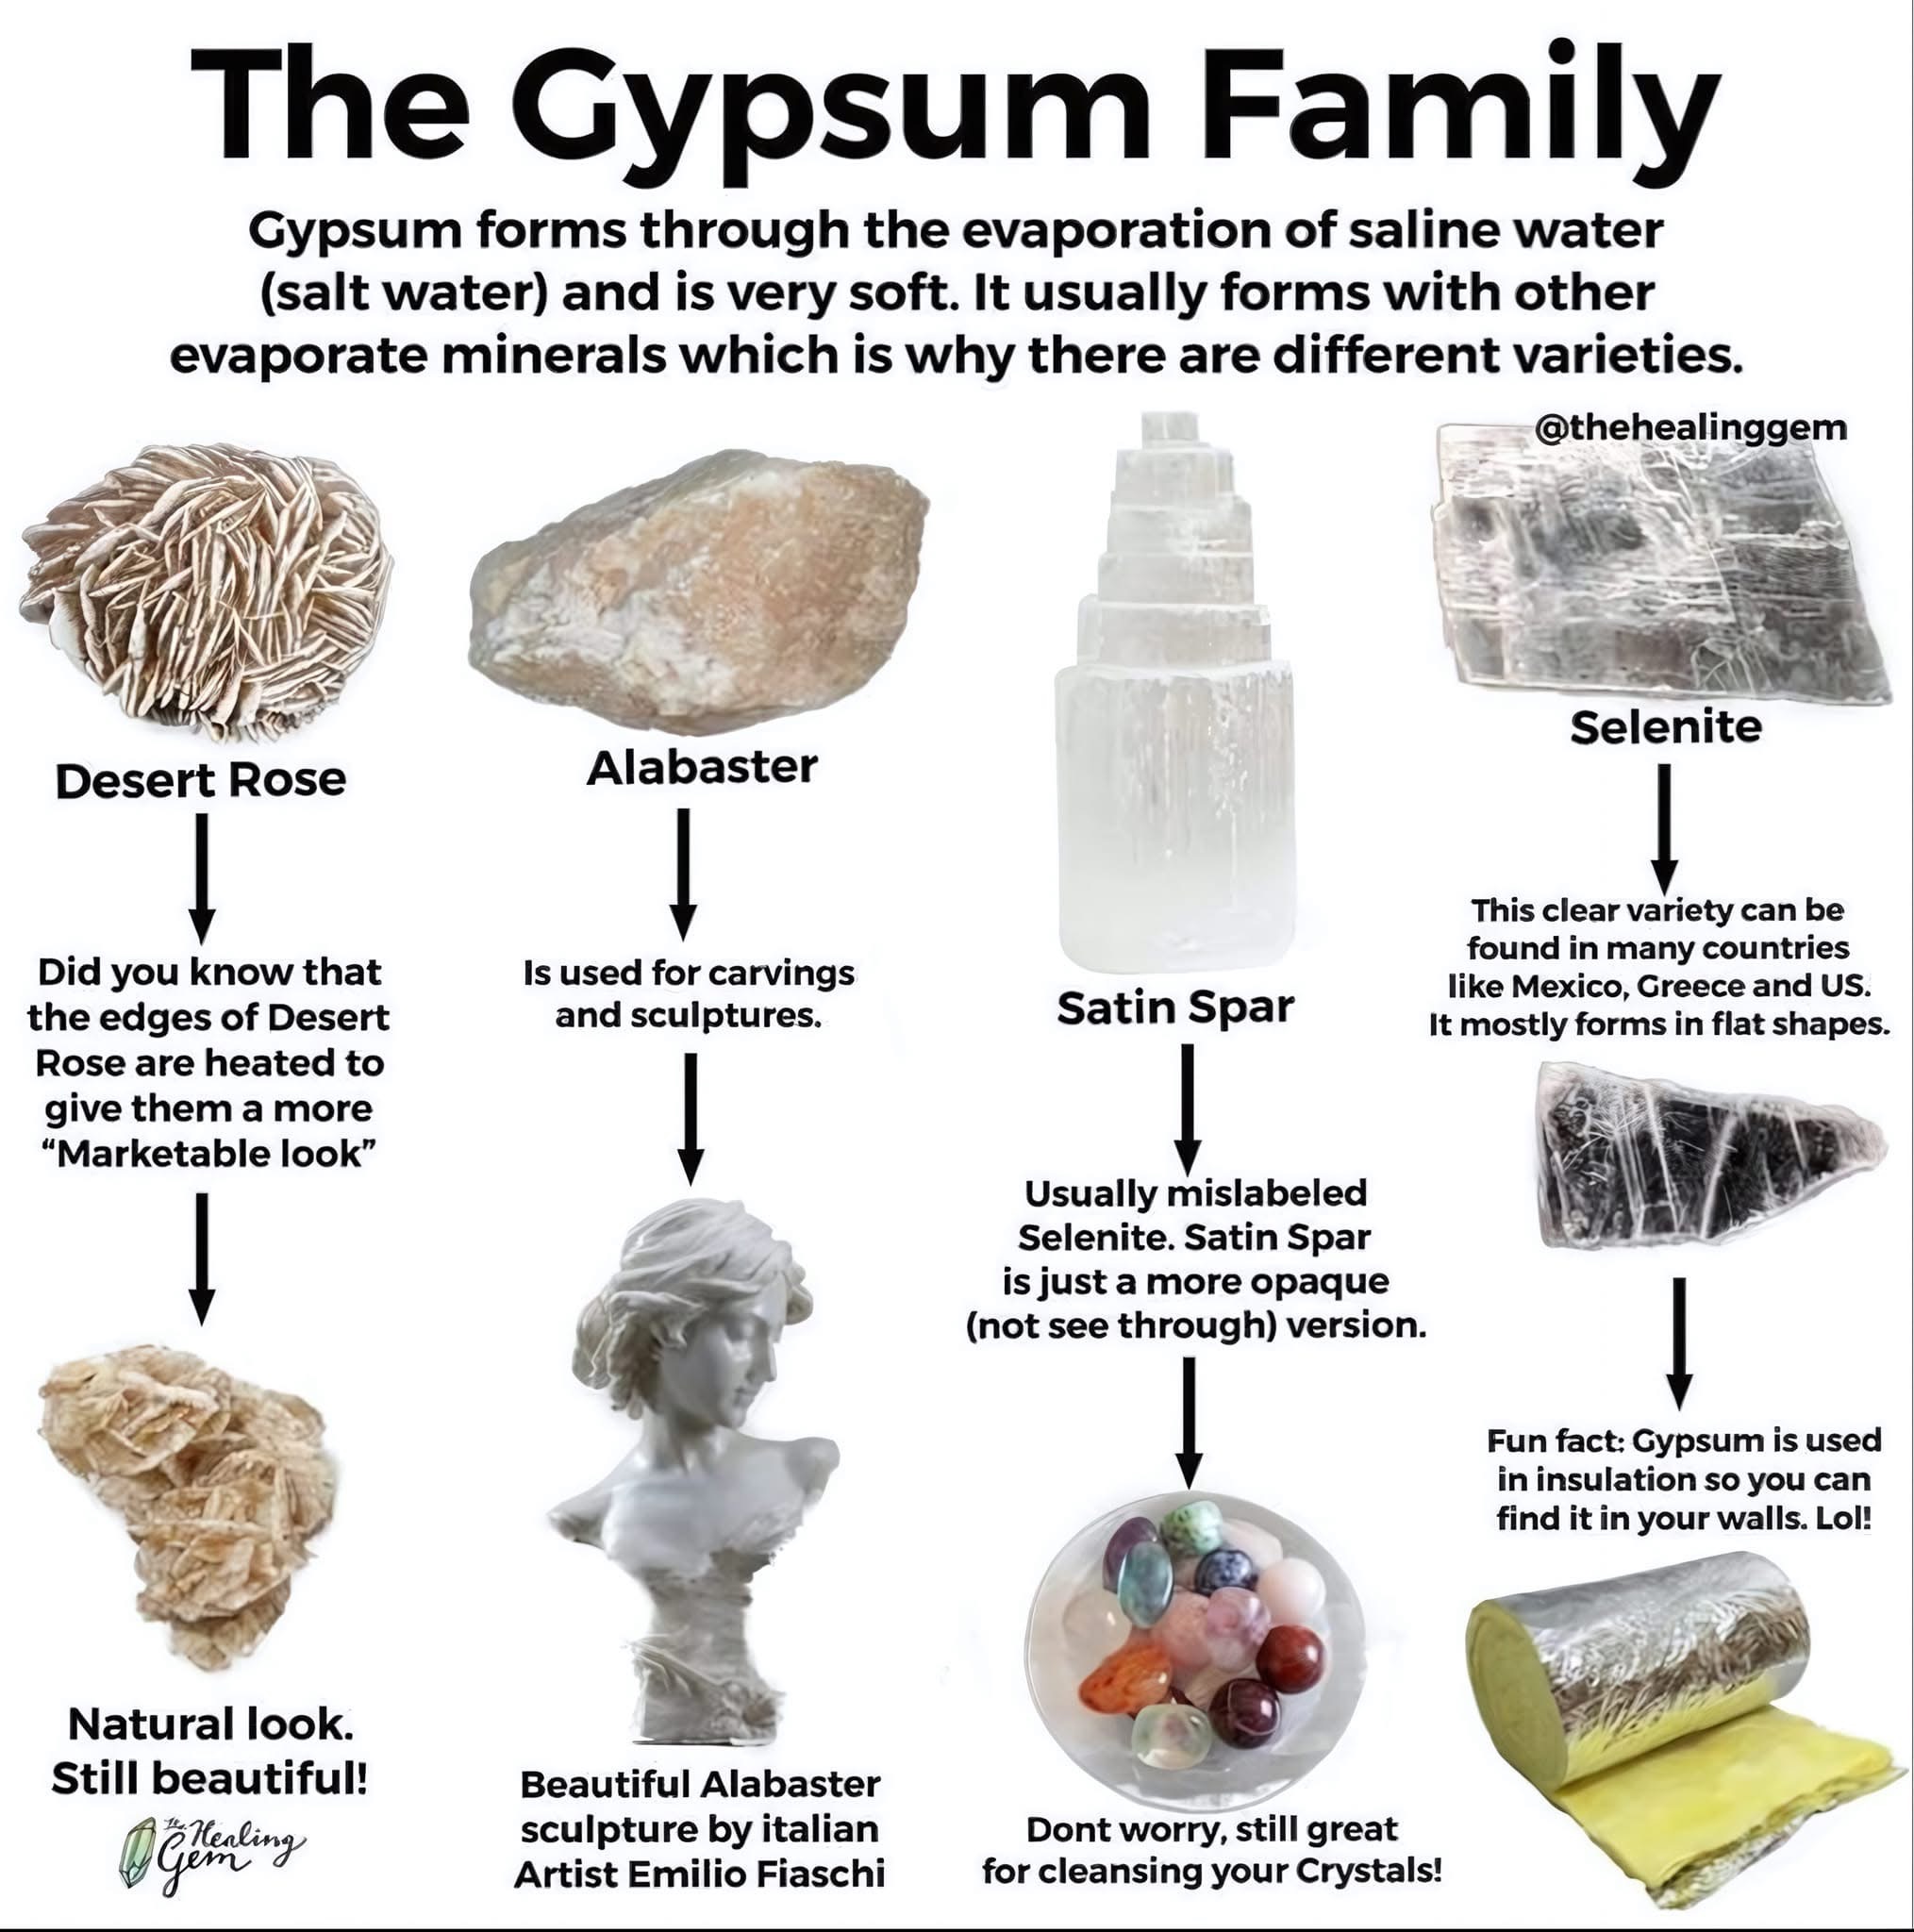 The Gypsum Family
Gypsum forms through the evaporation of saline water
(salt water) and is very soft. It usually forms with other
evaporate minerals which is why there are different varieties.
@thehealinggem
Desert Rose
Did you know that
the edges of Desert
Rose are heated to
give them a more
“Marketable look”
Natural look.
Still beautiful!
The Healing
Gem
Alabaster
Is used for carvings
and sculptures.
Beautiful Alabaster
sculpture by italian
Artist Emilio Fiaschi
Satin Spar
Usually mislabeled
Selenite. Satin Spar
is just a more opaque
(not see through) version.
Dont worry, still great
for cleansing your Crystals!
Selenite
This clear variety can be
found in many countries
like Mexico, Greece and US.
It mostly forms in flat shapes.
Fun fact: Gypsum is used
in insulation so you can
find it in your walls. Lol!